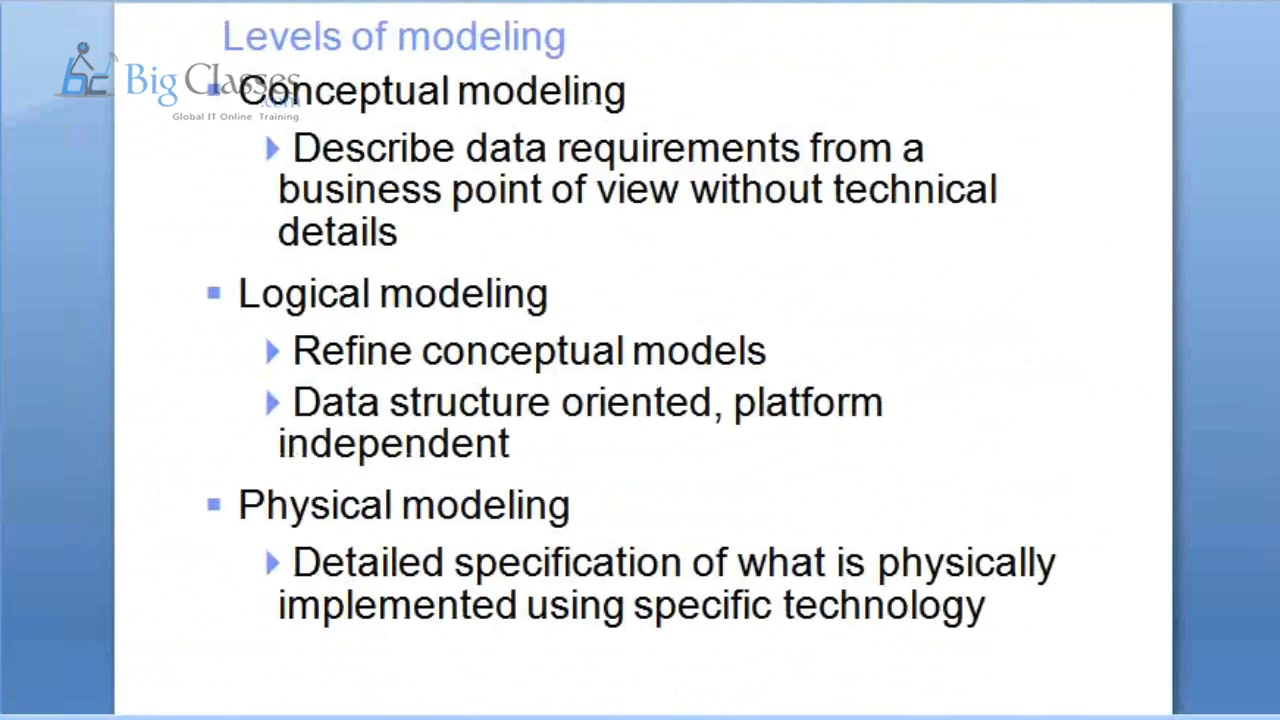 Levels of modeling
Big Classes
.com
Global IT Online Training
Conceptual modeling
Describe data requirements from a
business point of view without technical
details
Logical modeling
Refine conceptual models
Data structure oriented, platform
independent
Physical modeling
Detailed specification of what is physically
implemented using specific technology